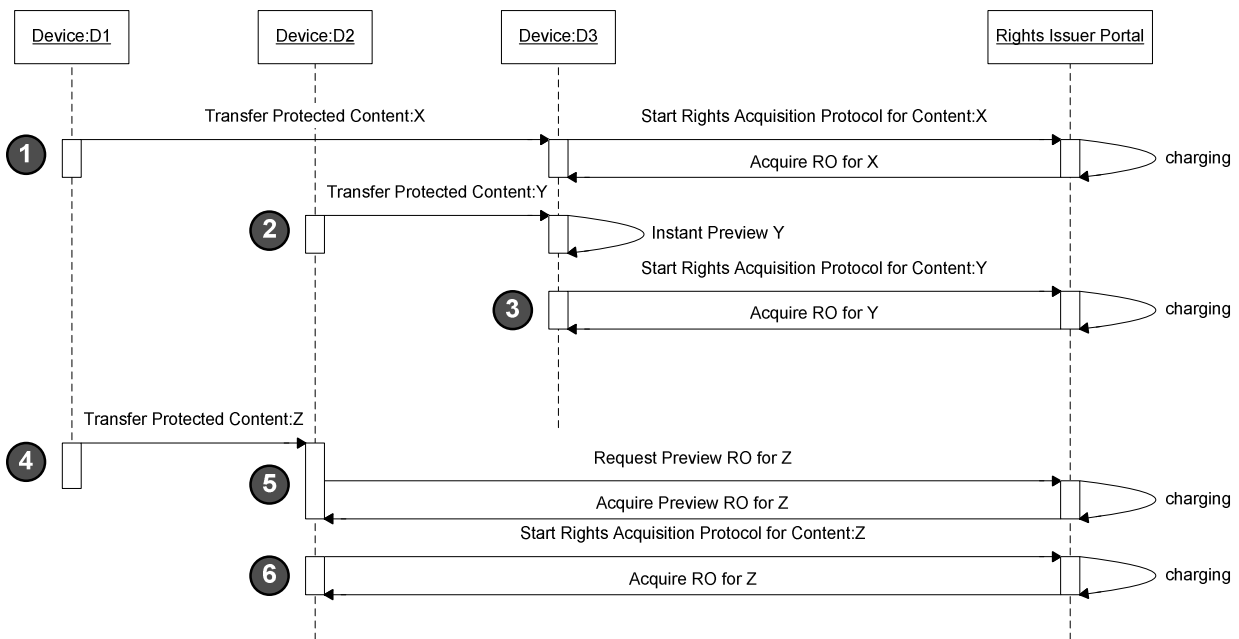 Device:D1
Device:D2
Device:D3
Rights Issuer Portal
Transfer Protected Content:X
Start Rights Acquisition Protocol for Content:X
1
Acquire RO for X
charging
Transfer Protected Content:Y
2
Instant Preview Y
Start Rights Acquisition Protocol for Content:Y
3
Acquire RO for Y
charging
Transfer Protected Content:Z
4
Request Preview RO for Z
5
Acquire Preview RO for Z
charging
Start Rights Acquisition Protocol for Content:Z
6
Acquire RO for Z
charging